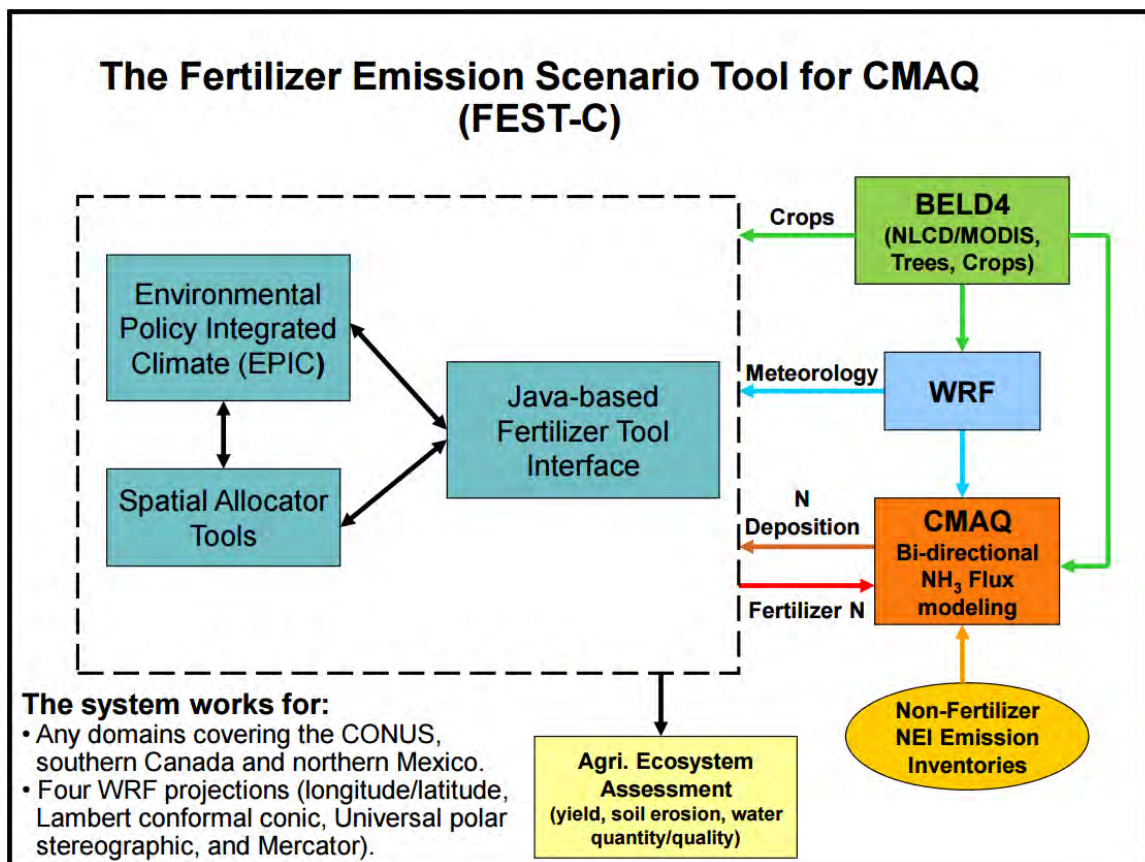 The Fertilizer Emission Scenario Tool for CMAQ
(FEST-C)
Environmental
Policy Integrated
Climate (EPIC)
Spatial Allocator
Tools
Java-based
Fertilizer Tool
Interface
Crops
Meteorology
N
Deposition
Fertilizer N
BELD4
(NLCD/MODIS,
Trees, Crops)
WRF
CMAQ
Bi-directional
NH₃ Flux
modeling
Non-Fertilizer
NEI Emission
Inventories
Agri. Ecosystem
Assessment
(yield, soil erosion, water
quantity/quality)
The system works for:
• Any domains covering the CONUS,
southern Canada and northern Mexico.
• Four WRF projections (longitude/latitude,
Lambert conformal conic, Universal polar
stereographic, and Mercator).